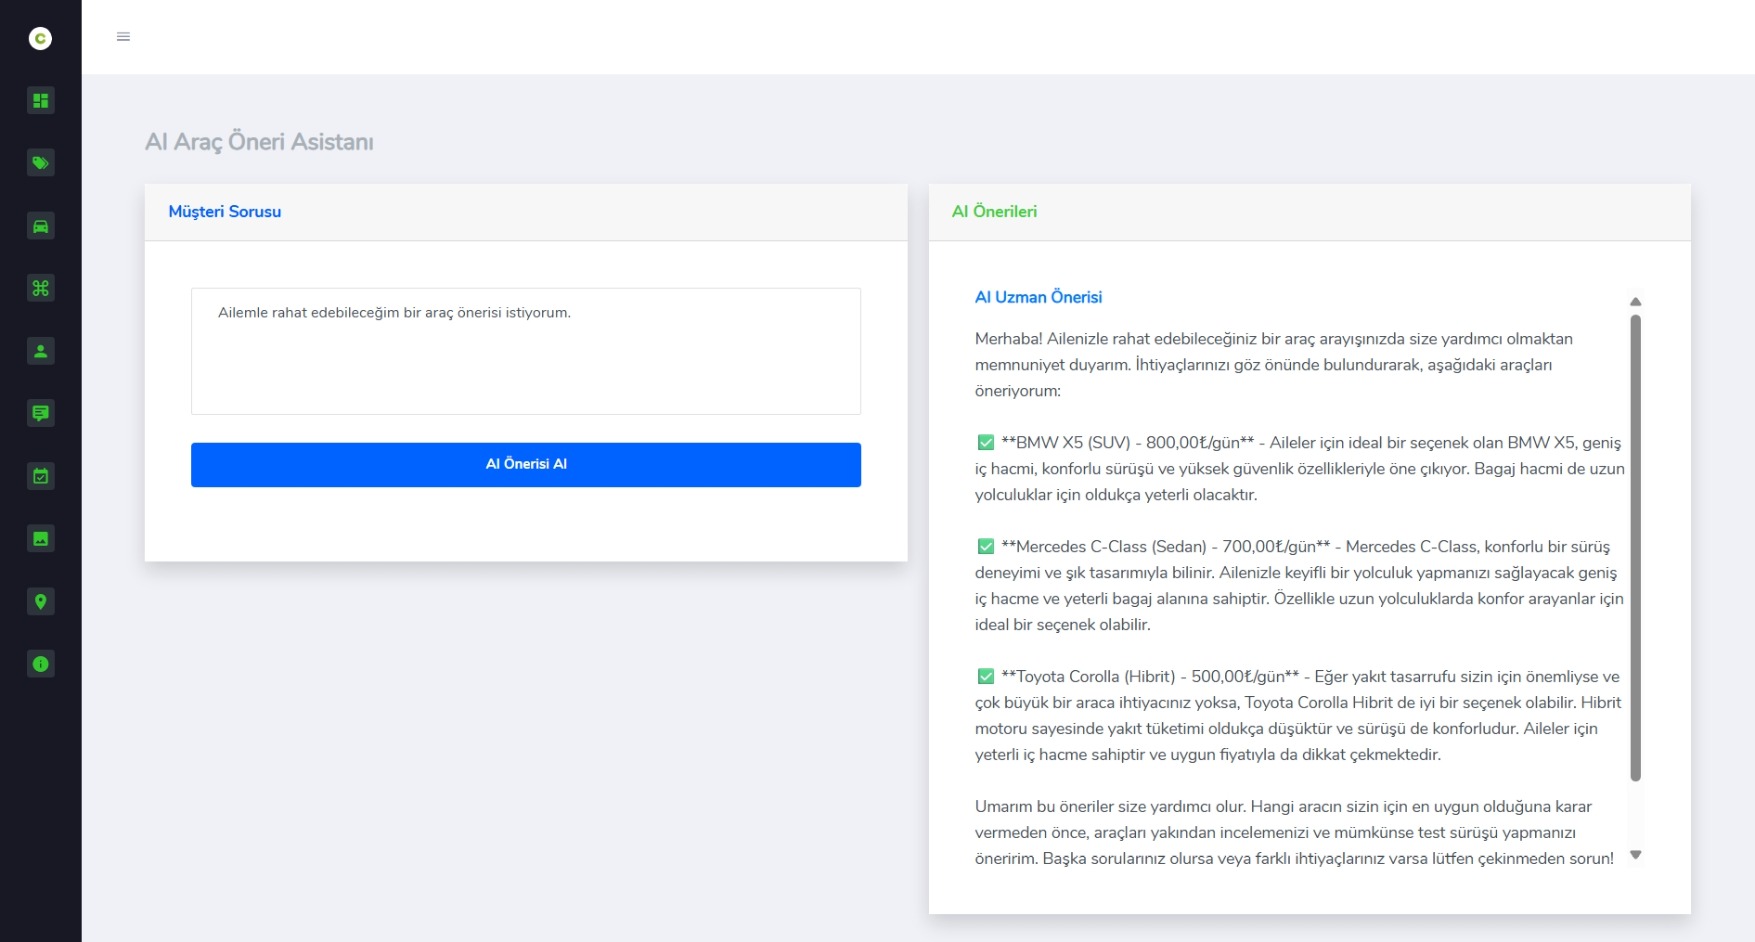 C
AI Araç Öneri Asistanı
Müşteri Sorusu
Ailemle rahat edebileceğim bir araç önerisi istiyorum.
AI Önerisi Al
AI Önerileri
AI Uzman Önerisi
Merhaba! Ailenizle rahat edebileceğiniz bir araç arayışınızda size yardımcı olmaktan
memnuniyet duyarım. İhtiyaçlarınızı göz önünde bulundurarak, aşağıdaki araçları
öneriyorum:
✅ **BMW X5 (SUV) - 800,00₺/gün** - Aileler için ideal bir seçenek olan BMW X5, geniş
iç hacmi, konforlu sürüşü ve yüksek güvenlik özellikleriyle öne çıkıyor. Bagaj hacmi de uzun
yolculuklar için oldukça yeterli olacaktır.
✅ **Mercedes C-Class (Sedan) - 700,00₺/gün** - Mercedes C-Class, konforlu bir sürüş
deneyimi ve şık tasarımıyla bilinir. Ailenizle keyifli bir yolculuk yapmanızı sağlayacak geniş
iç hacme ve yeterli bagaj alanına sahiptir. Özellikle uzun yolculuklarda konfor arayanlar için
ideal bir seçenek olabilir.
✅ **Toyota Corolla (Hibrit) - 500,00₺/gün** - Eğer yakıt tasarrufu sizin için önemliyse ve
çok büyük bir araca ihtiyacınız yoksa, Toyota Corolla Hibrit de iyi bir seçenek olabilir. Hibrit
motoru sayesinde yakıt tüketimi oldukça düşüktür ve sürüşü de konforludur. Aileler için
yeterli iç hacme sahiptir ve uygun fiyatıyla da dikkat çekmektedir.
Umarım bu öneriler size yardımcı olur. Hangi aracın sizin için en uygun olduğuna karar
vermeden önce, araçları yakından incelemenizi ve mümkünse test sürüşü yapmanızı
öneririm. Başka sorularınız olursa veya farklı ihtiyaçlarınız varsa lütfen çekinmeden sorun!